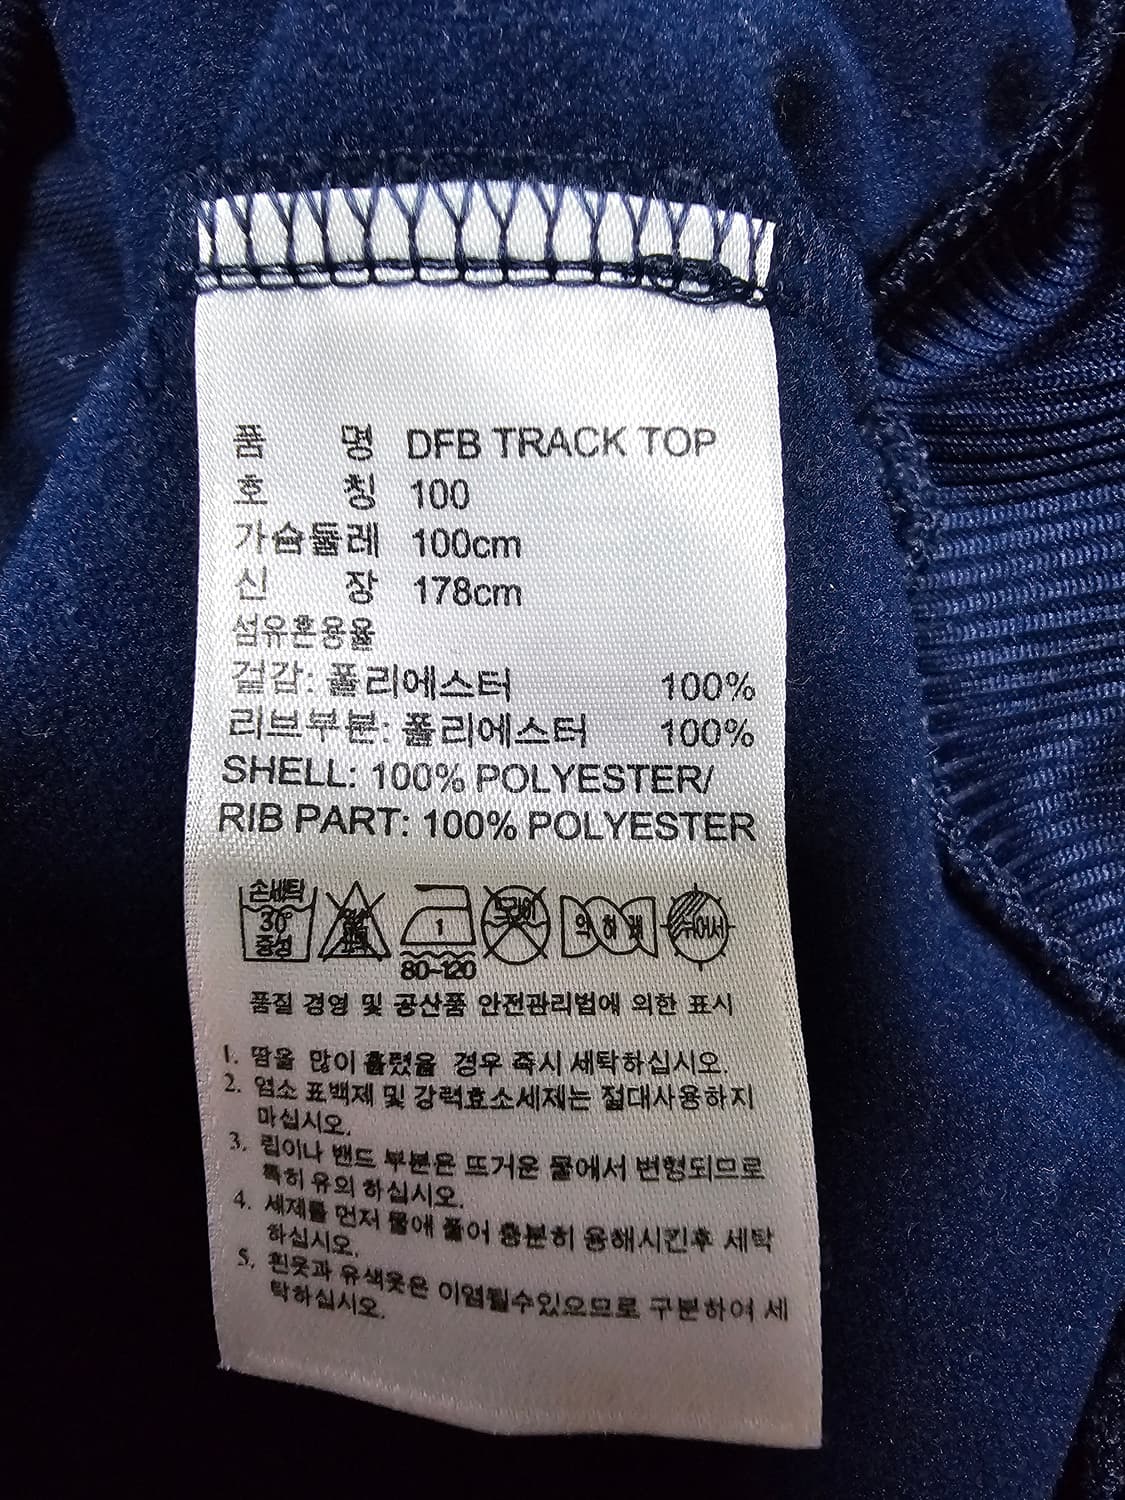 품 명 DFB TRACK TOP
호 칭 100
가슴둘레 100cm
신 장 178cm
섬유혼용율
겉감: 폴리에스터 100%
리브부분: 폴리에스터 100%
SHELL: 100% POLYESTER/
RIB PART: 100% POLYESTER
손세탁
30°
중성
1
80-120
드라이
약하게
뉘어서
품질 경영 및 공산품 안전관리법에 의한 표시
1. 땀을 많이 흘렸을 경우 즉시 세탁하십시오.
2. 염소 표백제 및 강력효소세제는 절대사용하지
마십시오.
3. 립이나 밴드 부분은 뜨거운 물에서 변형되므로
특히 유의 하십시오.
4. 세제를 먼저 물에 풀어 충분히 용해시킨후 세탁
하십시오.
5. 흰옷과 유색옷은 이염될수있으므로 구분하여 세
탁하십시오.